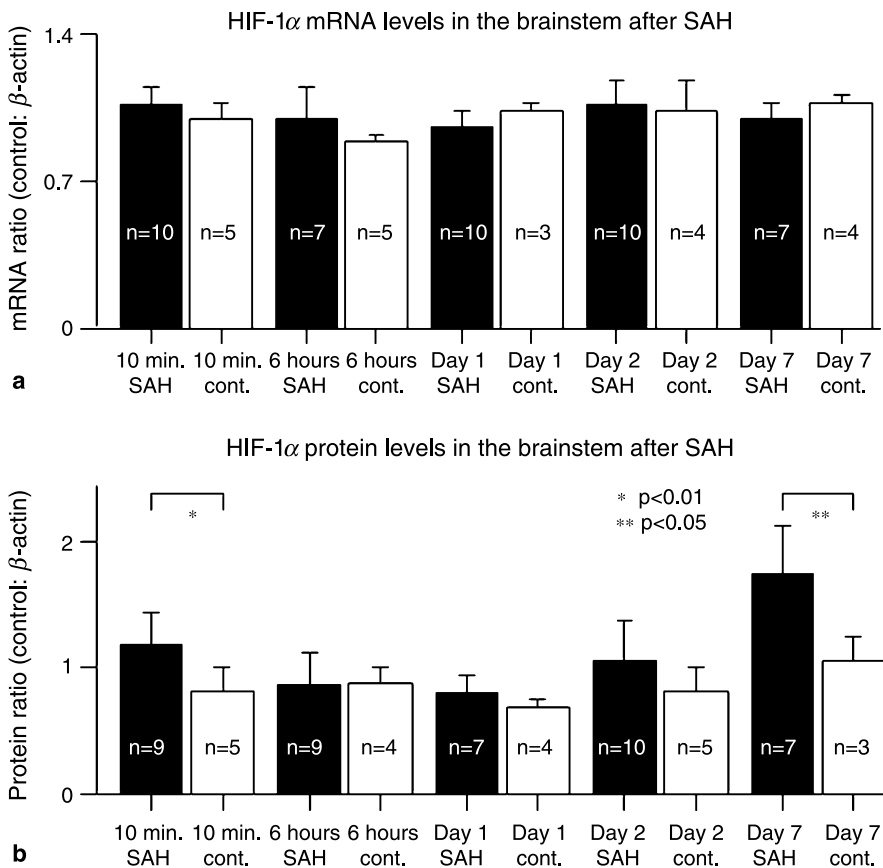 HIF-1α mRNA levels in the brainstem after SAH
mRNA ratio (control: β-actin)
1.4
0.7
0
n=10 n=5 n=7 n=5 n=10 n=3 n=10 n=4 n=7 n=4
10 min. 10 min. 6 hours 6 hours Day 1 Day 1 Day 2 Day 2 Day 7 Day 7
SAH cont. SAH cont. SAH cont. SAH cont. SAH cont.
a
HIF-1α protein levels in the brainstem after SAH
Protein ratio (control: β-actin)
* p<0.01
** p<0.05
*
**
2
1
0
n=9 n=5 n=9 n=4 n=7 n=4 n=10 n=5 n=7 n=3
10 min. 10 min. 6 hours 6 hours Day 1 Day 1 Day 2 Day 2 Day 7 Day 7
SAH cont. SAH cont. SAH cont. SAH cont. SAH cont.
b